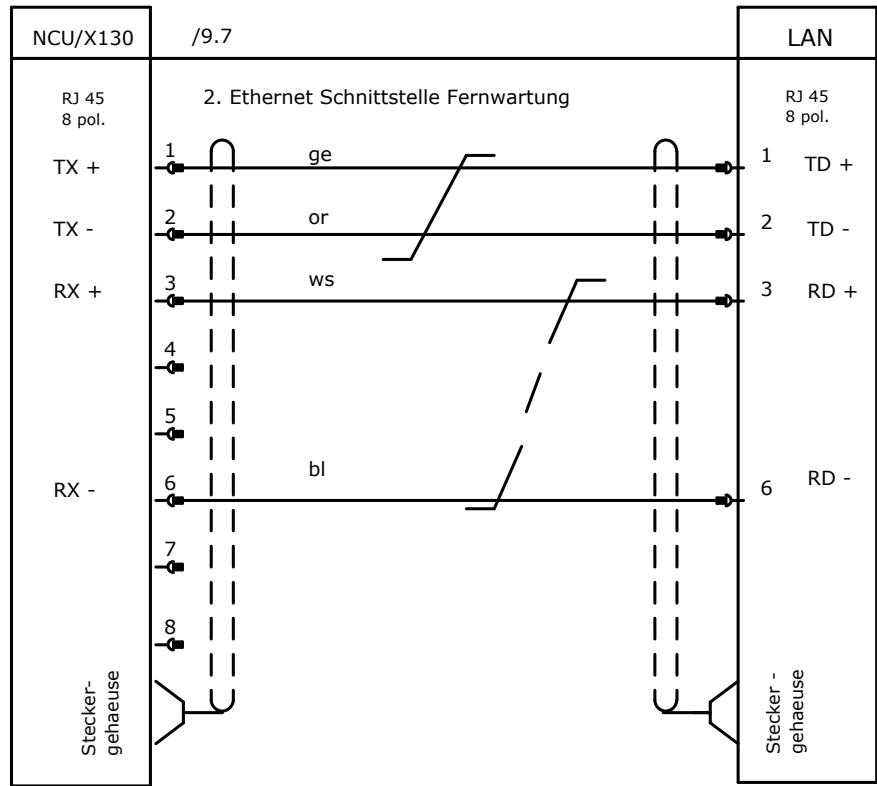 NCU/X130 /9.7 LAN
RJ 45
8 pol.
2. Ethernet Schnittstelle Fernwartung
RJ 45
8 pol.
TX + 1 ge 1 TD +
TX - 2 or 2 TD -
RX + 3 ws 3 RD +
4
5
RX - 6 bl 6 RD -
7
8
Stecker-
gehaeuse
Stecker -
gehaeuse